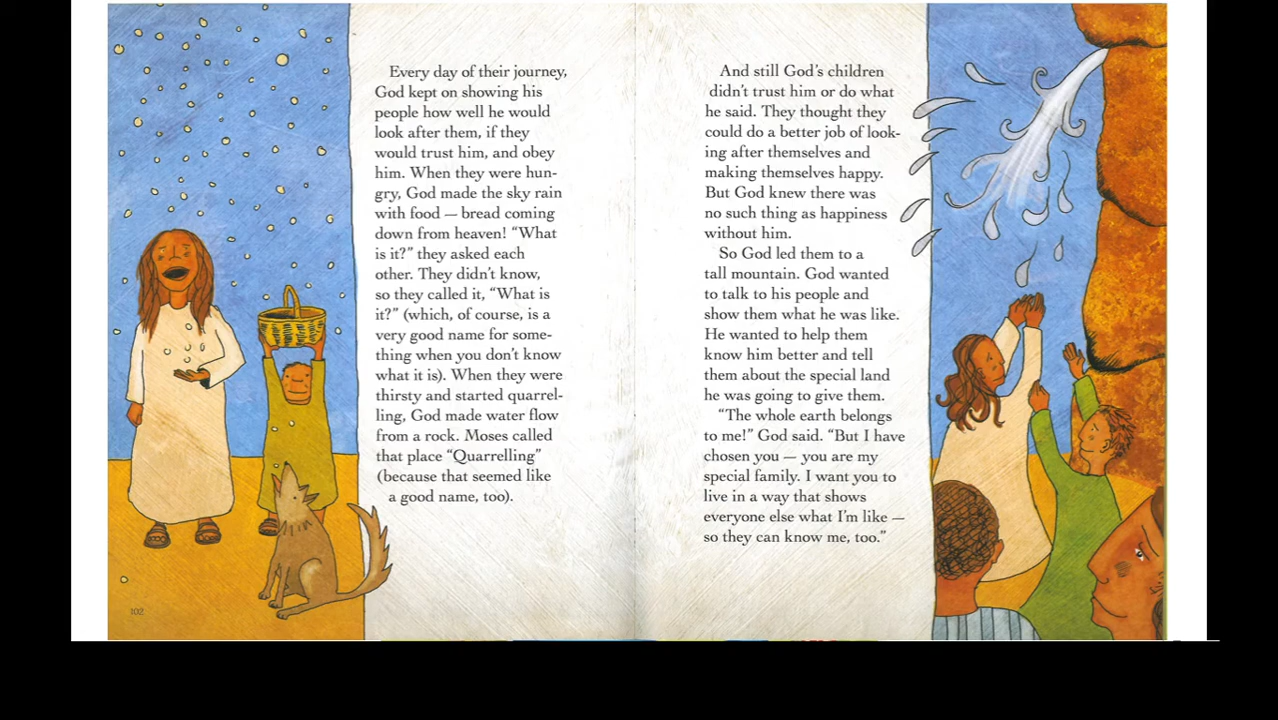 Every day of their journey,
God kept on showing his
people how well he would
look after them, if they
would trust him, and obey
him. When they were hun-
gry, God made the sky rain
with food — bread coming
down from heaven! “What
is it?” they asked each
other. They didn’t know,
so they called it, “What is
it?” (which, of course, is a
very good name for some-
thing when you don’t know
what it is). When they were
thirsty and started quarrel-
ling, God made water flow
from a rock. Moses called
that place “Quarrelling”
(because that seemed like
a good name, too).
102
And still God’s children
didn’t trust him or do what
he said. They thought they
could do a better job of look-
ing after themselves and
making themselves happy.
But God knew there was
no such thing as happiness
without him.
So God led them to a
tall mountain. God wanted
to talk to his people and
show them what he was like.
He wanted to help them
know him better and tell
them about the special land
he was going to give them.
“The whole earth belongs
to me!” God said. “But I have
chosen you — you are my
special family. I want you to
live in a way that shows
everyone else what I’m like —
so they can know me, too.”